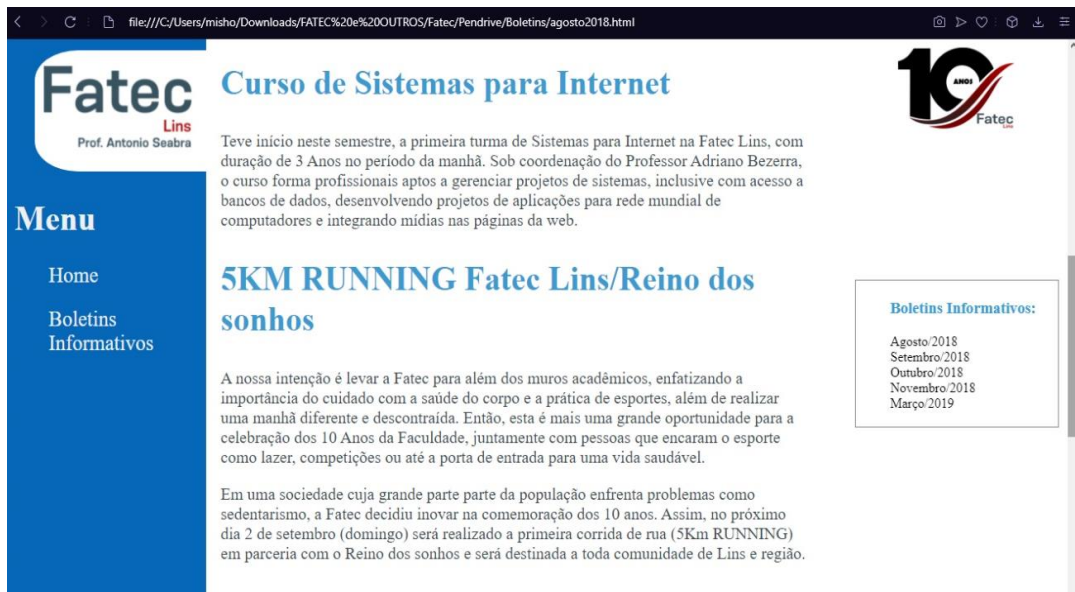 file:///C:/Users/misho/Downloads/FATEC%20e%20OUTROS/Fatec/Pendrive/Boletins/agosto2018.html
Fatec
Lins
Prof. Antonio Seabra
Menu
Home
Boletins
Informativos
Curso de Sistemas para Internet
Teve início neste semestre, a primeira turma de Sistemas para Internet na Fatec Lins, com
duração de 3 Anos no período da manhã. Sob coordenação do Professor Adriano Bezerra,
o curso forma profissionais aptos a gerenciar projetos de sistemas, inclusive com acesso a
bancos de dados, desenvolvendo projetos de aplicações para rede mundial de
computadores e integrando mídias nas páginas da web.
5KM RUNNING Fatec Lins/Reino dos
sonhos
A nossa intenção é levar a Fatec para além dos muros acadêmicos, enfatizando a
importância do cuidado com a saúde do corpo e a prática de esportes, além de realizar
uma manhã diferente e descontraída. Então, esta é mais uma grande oportunidade para a
celebração dos 10 Anos da Faculdade, juntamente com pessoas que encaram o esporte
como lazer, competições ou até a porta de entrada para uma vida saudável.
Em uma sociedade cuja grande parte parte da população enfrenta problemas como
sedentarismo, a Fatec decidiu inovar na comemoração dos 10 anos. Assim, no próximo
dia 2 de setembro (domingo) será realizado a primeira corrida de rua (5Km RUNNING)
em parceria com o Reino dos sonhos e será destinada a toda comunidade de Lins e região.
10
ANOS
Fatec
Lins
Boletins Informativos:
Agosto/2018
Setembro/2018
Outubro/2018
Novembro/2018
Março/2019